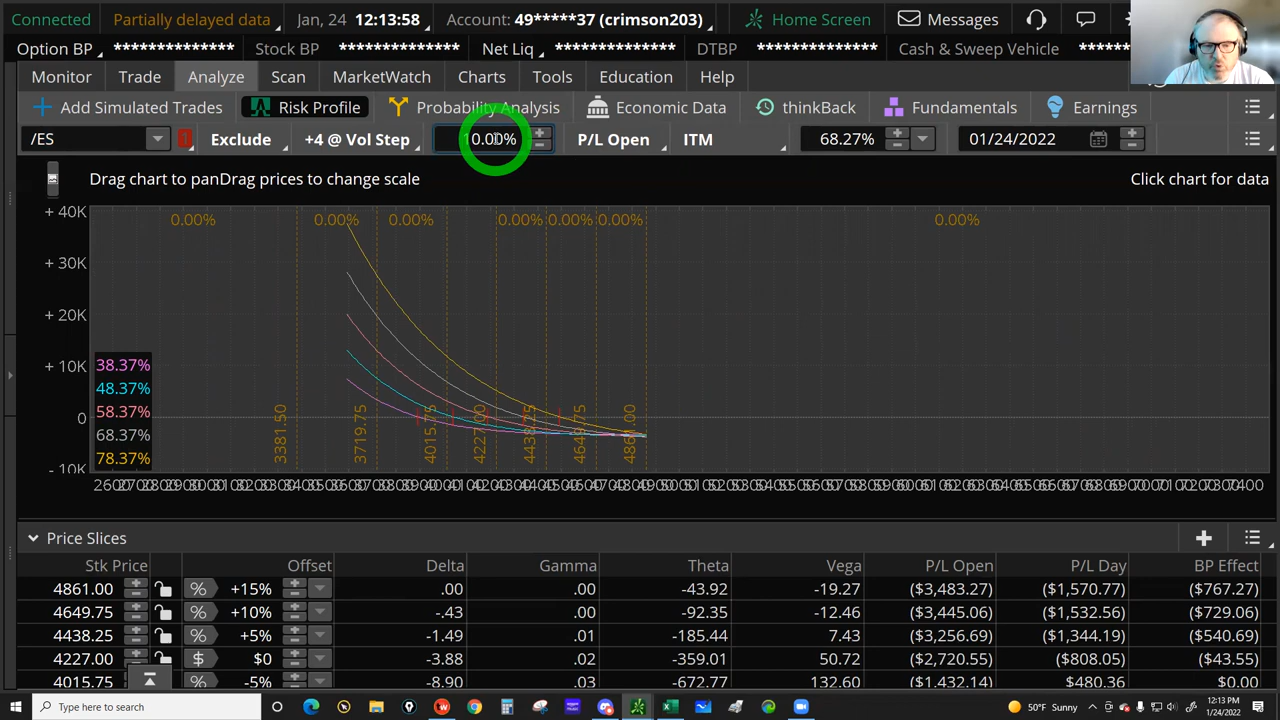 Connected Partially delayed data Jan, 24 12:13:58 Account: 49*****37 (crimson203) Home Screen Messages
Option BP ************** Stock BP ************** Net Liq ************** DTBP ************** Cash & Sweep Vehicle
Monitor Trade Analyze Scan MarketWatch Charts Tools Education Help
Add Simulated Trades Risk Profile Probability Analysis Economic Data thinkBack Fundamentals Earnings
/ES Exclude +4 @ Vol Step 10.00% P/L Open ITM 68.27% 01/24/2022
Drag chart to panDrag prices to change scale Click chart for data
+ 40K 0.00% 0.00% 0.00% 0.00% 0.00% 0.00% 0.00%
+ 30K
+ 20K
+ 10K
0
- 10K
38.37%
48.37%
58.37%
68.37%
78.37%
3381.50 3719.75 4015.75 4227.00 4438.25 4649.75 4861.00
Price Slices
Stk Price Offset Delta Gamma Theta Vega P/L Open P/L Day BP Effect
4861.00 % +15% .00 .00 -43.92 -19.27 ($3,483.27) ($1,570.77) ($767.27)
4649.75 % +10% -.43 .00 -92.35 -12.46 ($3,445.06) ($1,532.56) ($729.06)
4438.25 % +5% -1.49 .01 -185.44 7.43 ($3,256.69) ($1,344.19) ($540.69)
4227.00 $ $0 -3.88 .02 -359.01 50.72 ($2,720.55) ($808.05) ($43.55)
4015.75 % -5% -8.90 .03 -672.77 132.60 ($1,432.14) $480.36 $0.00
Type here to search 50°F Sunny 12:13 PM
1/24/2022